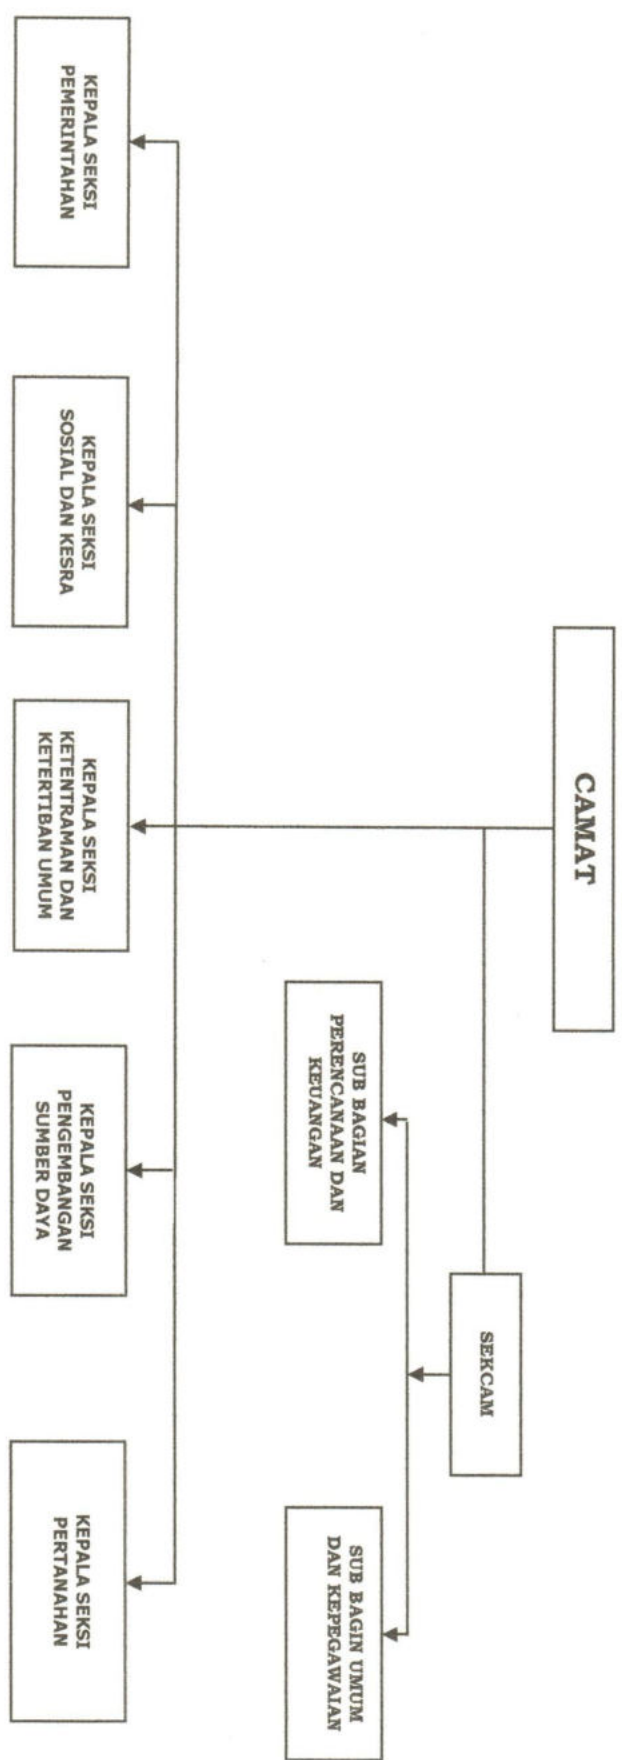 CAMAT
SEKCAM
SUB BAGIAN
PERENCANAAN DAN
KEUANGAN
SUB BAGIN UMUM
DAN KEPEGAWAIAN
KEPALA SEKSI
PEMERINTAHAN
KEPALA SEKSI
SOSIAL DAN KESRA
KEPALA SEKSI
KETENTRAMAN DAN
KETERTIBAN UMUM
KEPALA SEKSI
PENGEMBANGAN
SUMBER DAYA
KEPALA SEKSI
PERTANAHAN